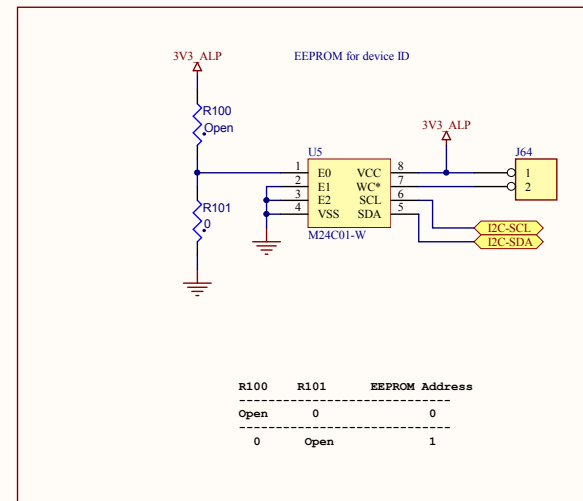 3V3_ALP
EEPROM for device ID
R100
Open
3V3_ALP
U5
J64
1 E0 VCC 8
2 E1 WC* 7
3 E2 SCL 6
4 VSS SDA 5
1
2
R101
0
M24C01-W
I2C-SCL
I2C-SDA
R100 R101 EEPROM Address
Open 0 0
0 Open 1